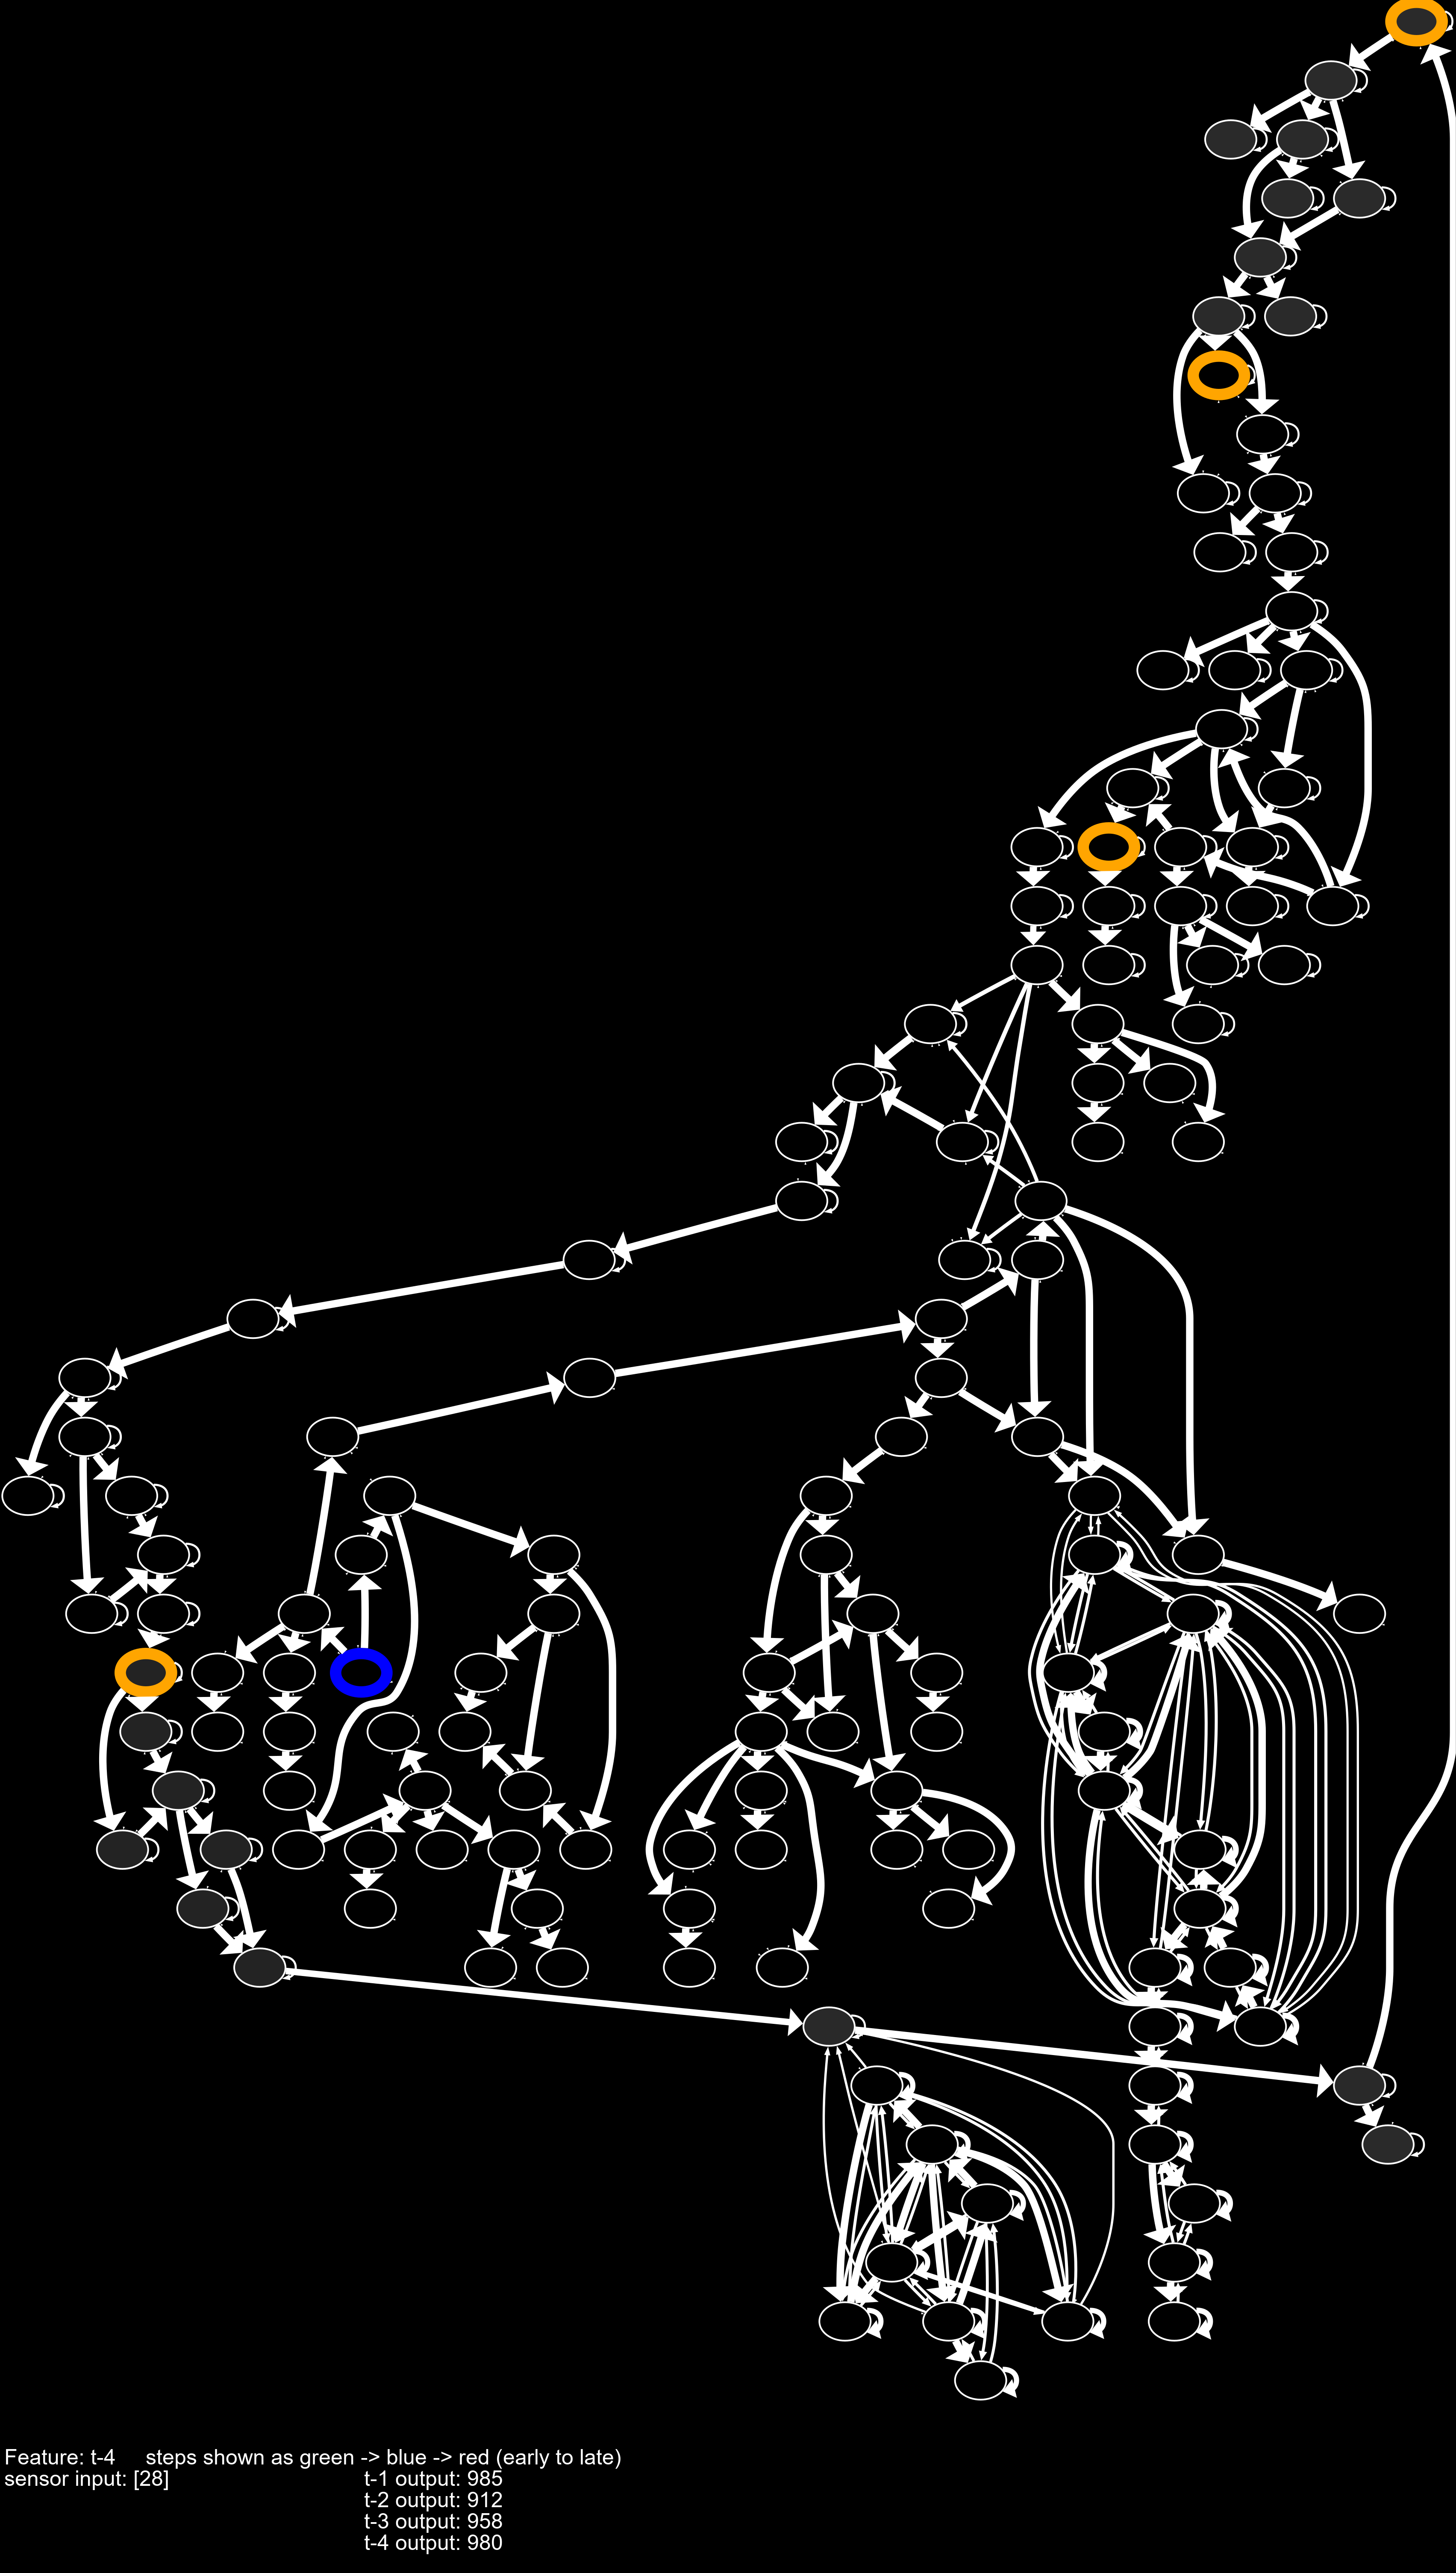 Feature: t-4     steps shown as green -> blue -> red (early to late)
sensor input: [28]     t-1 output: 985
t-2 output: 912
t-3 output: 958
t-4 output: 980